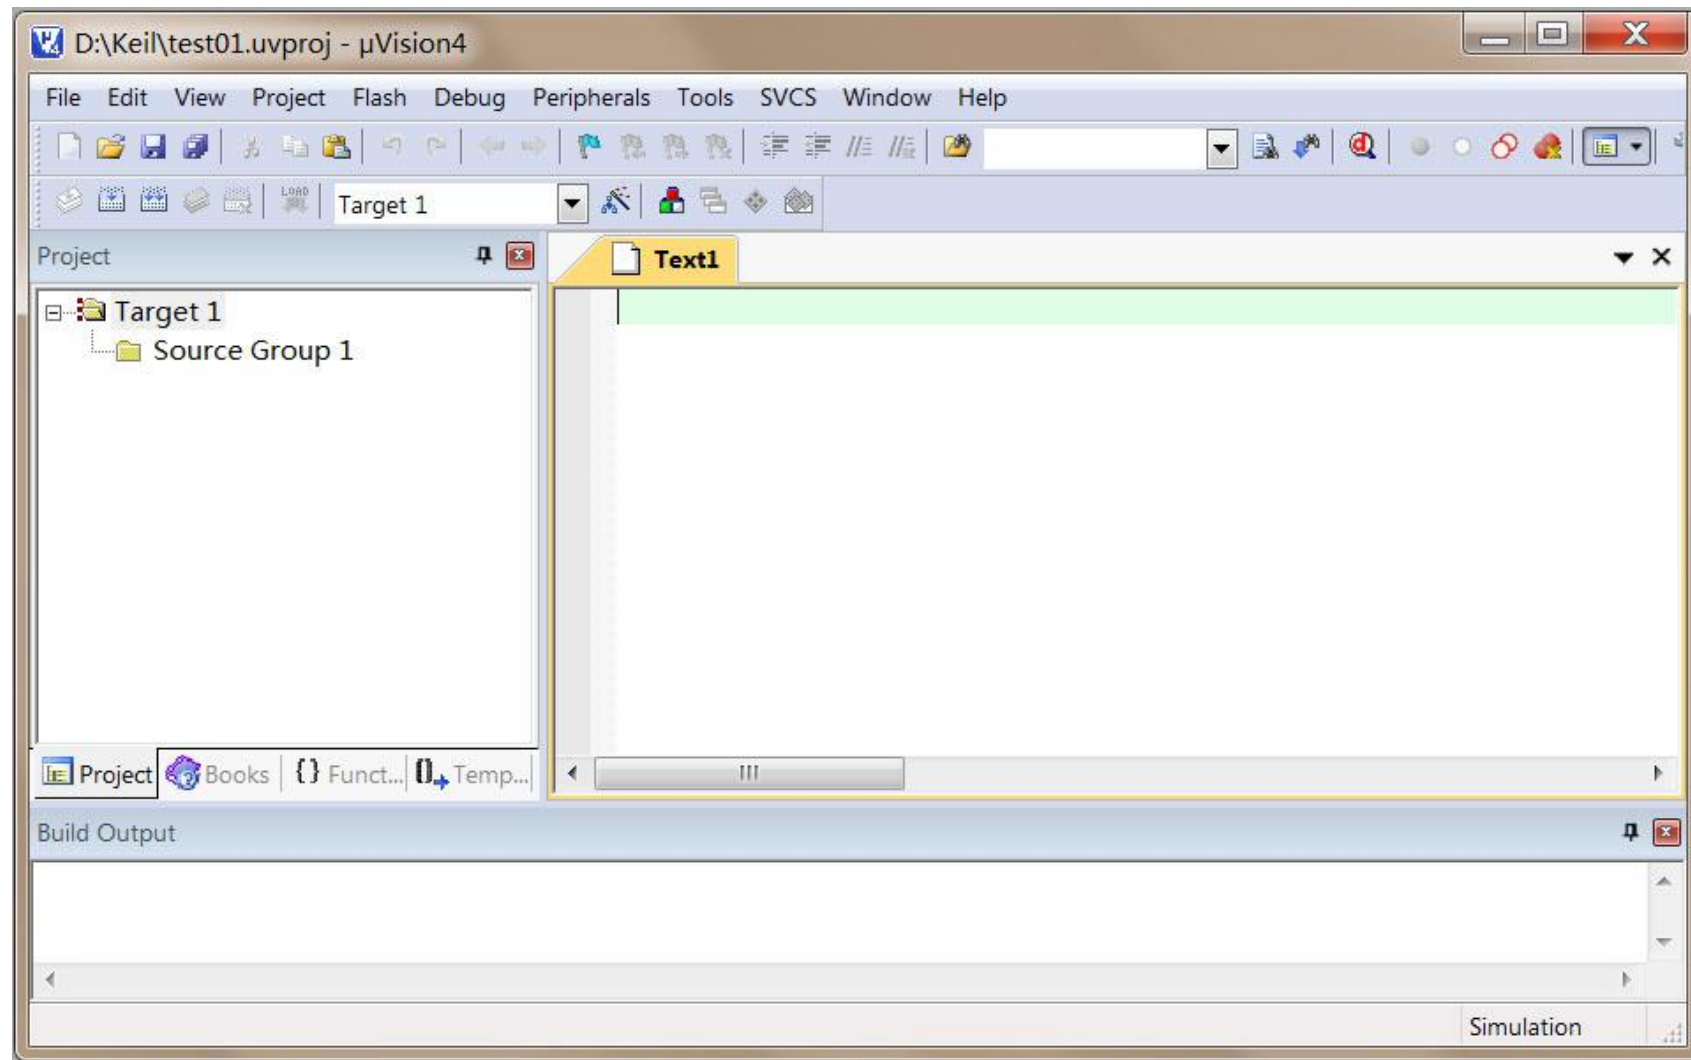 D:\Keil\test01.uvproj - µVision4
File Edit View Project Flash Debug Peripherals Tools SVCS Window Help
LOAD Target 1
Project
Text1
Target 1
Source Group 1
Project Books {} Funct... Temp...
Build Output
Simulation